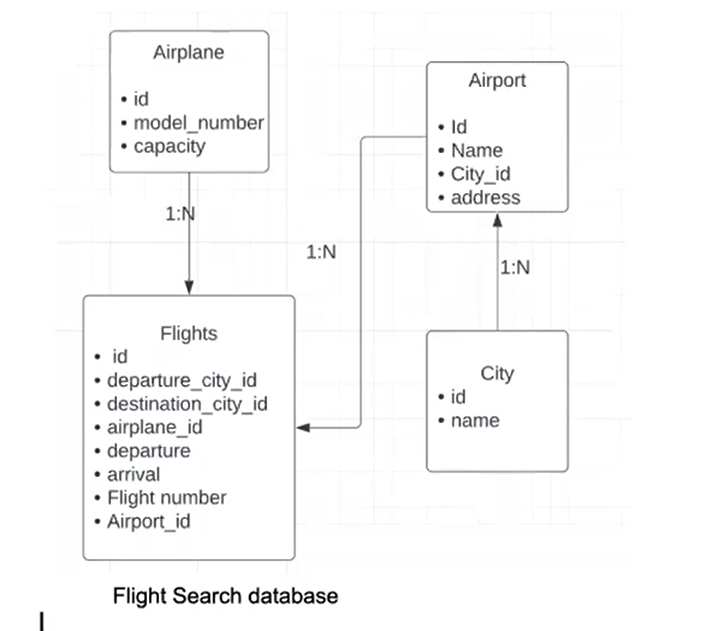 Airplane
• id
• model_number
• capacity
1:N
Airport
• Id
• Name
• City_id
• address
1:N
1:N
Flights
• id
• departure_city_id
• destination_city_id
• airplane_id
• departure
• arrival
• Flight number
• Airport_id
City
• id
• name
Flight Search database